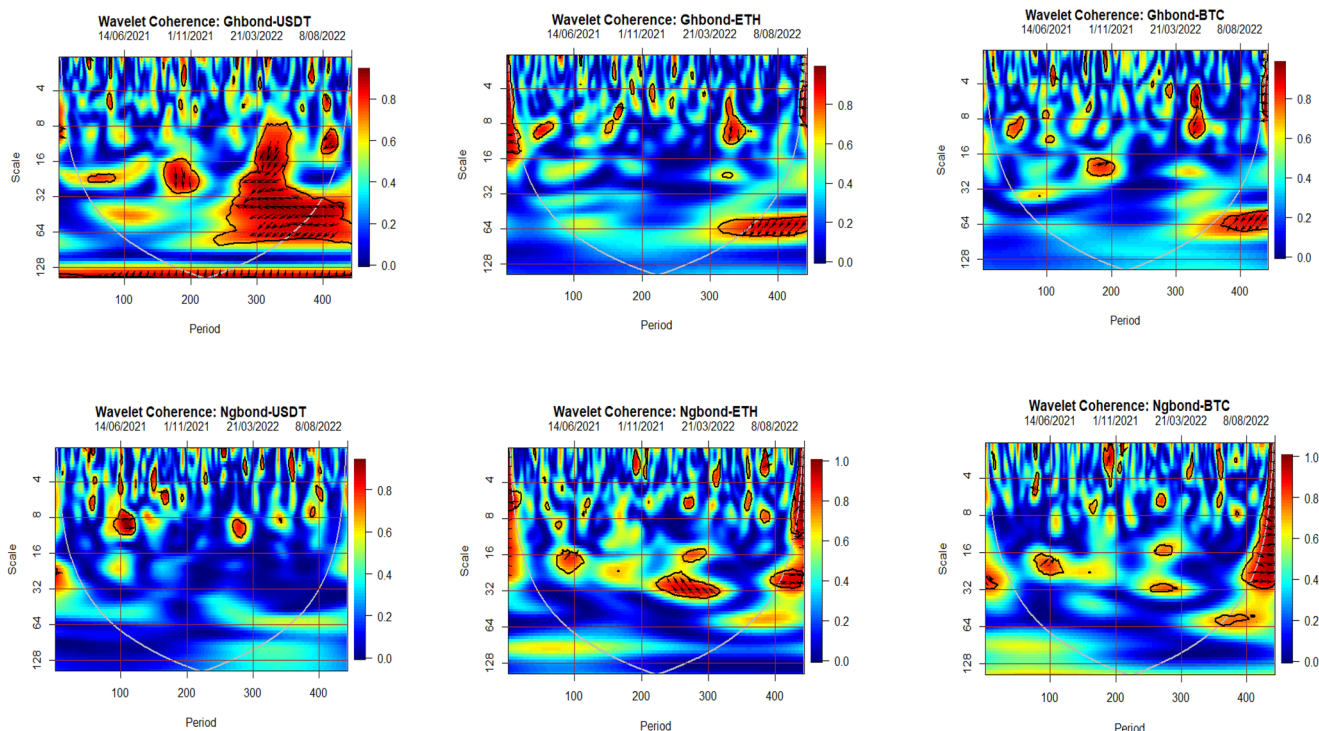 Wavelet Coherence: Ghbond-USDT
14/06/2021 1/11/2021 21/03/2022 8/08/2022
Scale
4
8
16
32
64
128
100 200 300 400
Period
0.8
0.6
0.4
0.2
0.0
Wavelet Coherence: Ghbond-ETH
14/06/2021 1/11/2021 21/03/2022 8/08/2022
Scale
4
8
16
32
64
128
100 200 300 400
Period
0.8
0.6
0.4
0.2
0.0
Wavelet Coherence: Ghbond-BTC
14/06/2021 1/11/2021 21/03/2022 8/08/2022
Scale
4
8
16
32
64
128
100 200 300 400
Period
0.8
0.6
0.4
0.2
0.0
Wavelet Coherence: Ngbond-USDT
14/06/2021 1/11/2021 21/03/2022 8/08/2022
Scale
4
8
16
32
64
128
100 200 300 400
Period
0.8
0.6
0.4
0.2
0.0
Wavelet Coherence: Ngbond-ETH
14/06/2021 1/11/2021 21/03/2022 8/08/2022
Scale
4
8
16
32
64
128
100 200 300 400
Period
1.0
0.8
0.6
0.4
0.2
0.0
Wavelet Coherence: Ngbond-BTC
14/06/2021 1/11/2021 21/03/2022 8/08/2022
Scale
4
8
16
32
64
128
100 200 300 400
Period
1.0
0.8
0.6
0.4
0.2
0.0